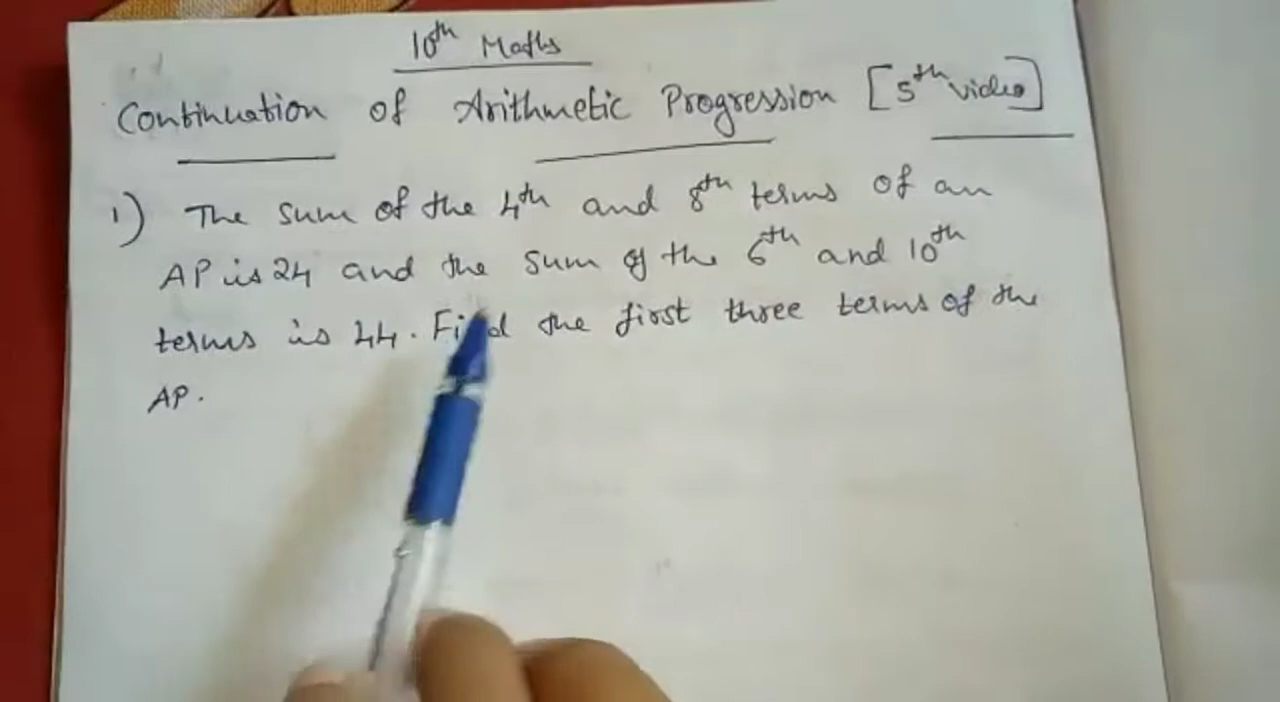 10th Maths
Continuation of Arithmetic Progression [5th video]
1) The sum of the 4th and 8th terms of an
AP is 24 and the sum of the 6th and 10th
terms is 44. Find the first three terms of the
AP.